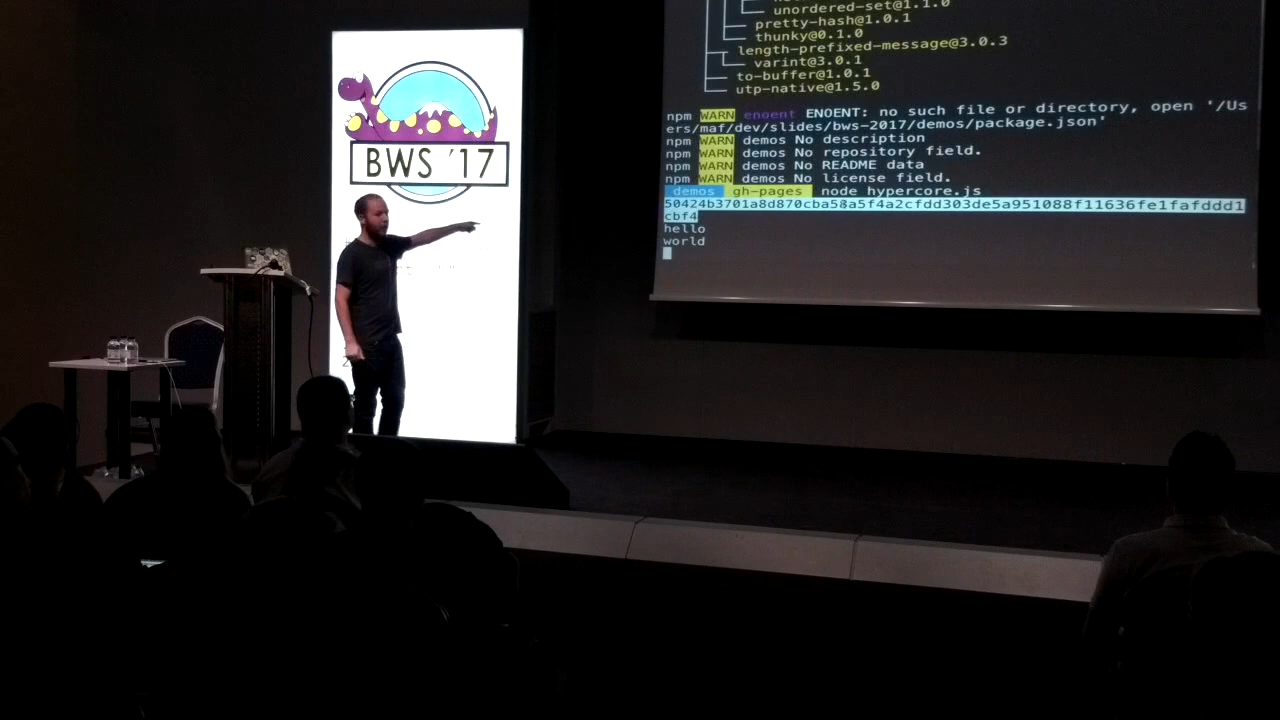 BWS '17
unordered-set@1.1.0
pretty-hash@1.0.1
thunky@0.1.0
length-prefixed-message@3.0.3
varint@3.0.1
to-buffer@1.0.1
utp-native@1.5.0
npm WARN enoent ENOENT: no such file or directory, open '/Us
ers/maf/dev/slides/bws-2017/demos/package.json'
npm WARN demos No description
npm WARN demos No repository field.
npm WARN demos No README data
npm WARN demos No license field.
demos gh-pages node hypercore.js
50424b3701a8d870cba58a5f4a2cfdd303de5a951088f11636fe1fafddd1
cbf4
hello
world